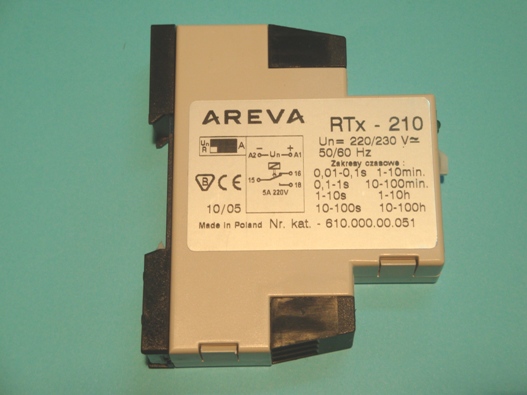 AREVA
RTx - 210
Un= 220/230 V≃
50/60 Hz
Un
R A
A2 – Un + A1
15 16
18
5A 220V
B CE
Zakresy czasowe :
0,01-0,1s 1-10min.
0,1-1s 10-100min.
1-10s 1-10h
10-100s 10-100h
10/05
Made in Poland Nr. kat. - 610.000.00.051